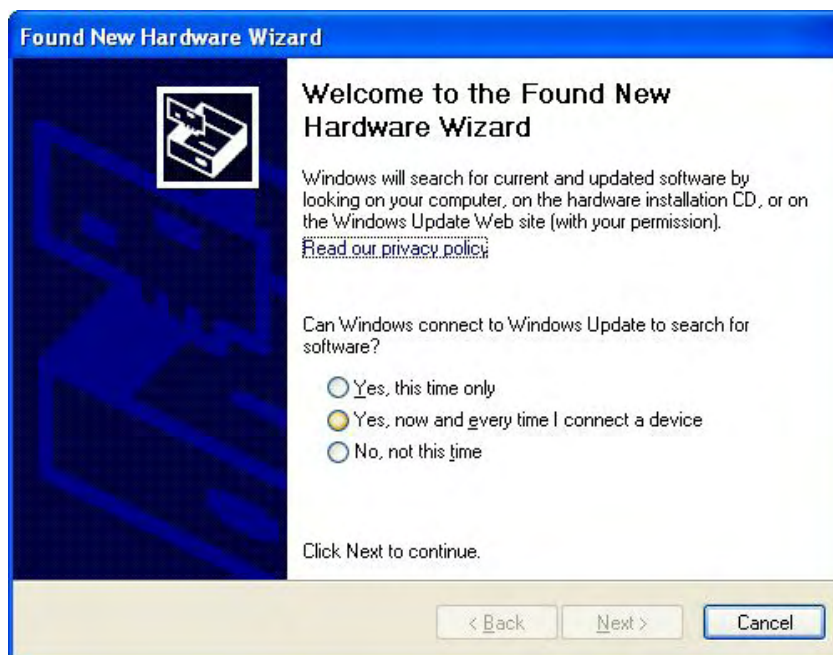 Found New Hardware Wizard
Welcome to the Found New
Hardware Wizard
Windows will search for current and updated software by
looking on your computer, on the hardware installation CD, or on
the Windows Update Web site (with your permission).
Read our privacy policy
Can Windows connect to Windows Update to search for
software?
Yes, this time only
Yes, now and every time I connect a device
No, not this time
Click Next to continue.
< Back Next > Cancel